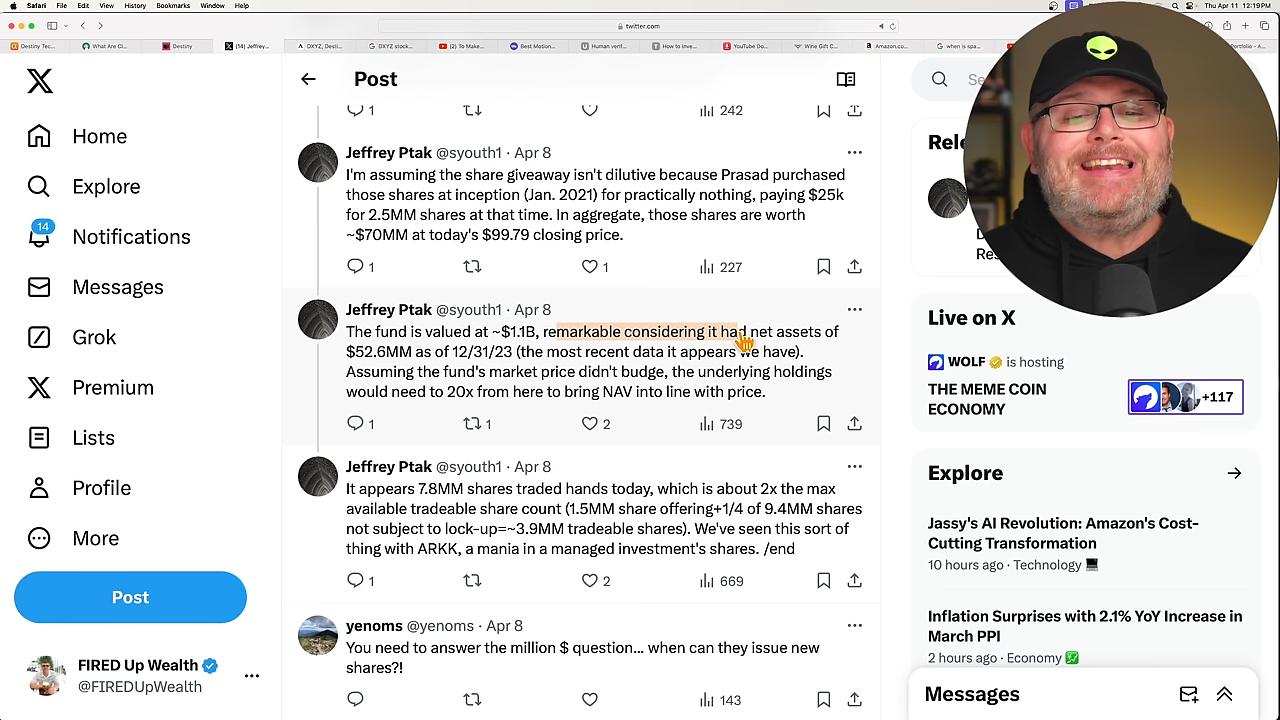 Safari File Edit View History Bookmarks Window Help
Thu Apr 11 12:19PM
twitter.com
Destiny Tec...
What Are Cl...
Destiny
(14) Jeffrey...
DXYZ, Desti...
DXYZ stock...
(2) To Make...
Best Motion...
Human verif...
How to Inve...
YouTube Do...
Wine Gift C...
Amazon.co...
when is spa...
Home
Explore
Notifications
14
Messages
Grok
Premium
Lists
Profile
More
Post
FIRED Up Wealth
@FIREDUpWealth
Post
1
242
Jeffrey Ptak @syouth1 · Apr 8
I'm assuming the share giveaway isn't dilutive because Prasad purchased
those shares at inception (Jan. 2021) for practically nothing, paying $25k
for 2.5MM shares at that time. In aggregate, those shares are worth
~$70MM at today's $99.79 closing price.
1 1 227
Jeffrey Ptak @syouth1 · Apr 8
The fund is valued at ~$1.1B, remarkable considering it had net assets of
$52.6MM as of 12/31/23 (the most recent data it appears we have).
Assuming the fund's market price didn't budge, the underlying holdings
would need to 20x from here to bring NAV into line with price.
1 1 2 739
Jeffrey Ptak @syouth1 · Apr 8
It appears 7.8MM shares traded hands today, which is about 2x the max
available tradeable share count (1.5MM share offering+1/4 of 9.4MM shares
not subject to lock-up=~3.9MM tradeable shares). We've seen this sort of
thing with ARKK, a mania in a managed investment's shares. /end
1 2 669
yenoms @yenoms · Apr 8
You need to answer the million $ question... when can they issue new
shares?!
143
Live on X
WOLF is hosting
THE MEME COIN
ECONOMY
+117
Explore
Jassy's AI Revolution: Amazon's Cost-
Cutting Transformation
10 hours ago · Technology
Inflation Surprises with 2.1% YoY Increase in
March PPI
2 hours ago · Economy
Messages